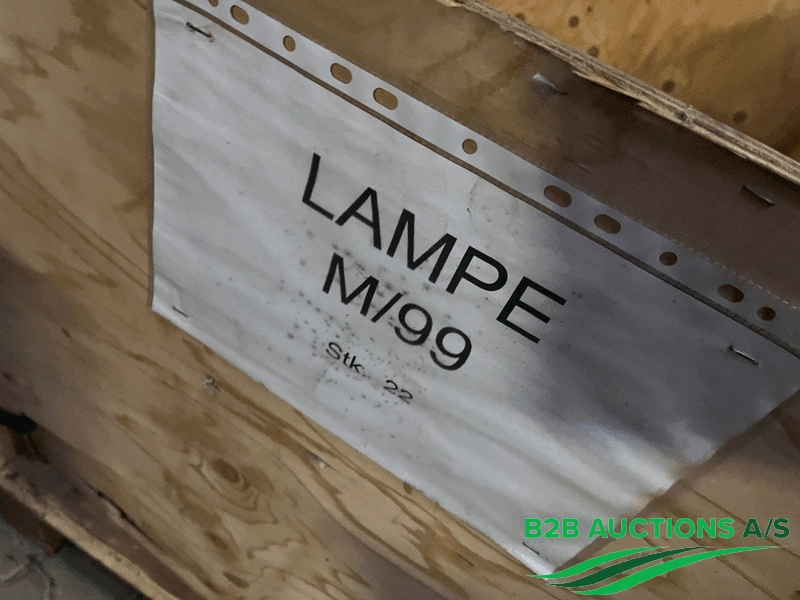 LAMPE
M/99
Stk. 22
B2B AUCTIONS A/S